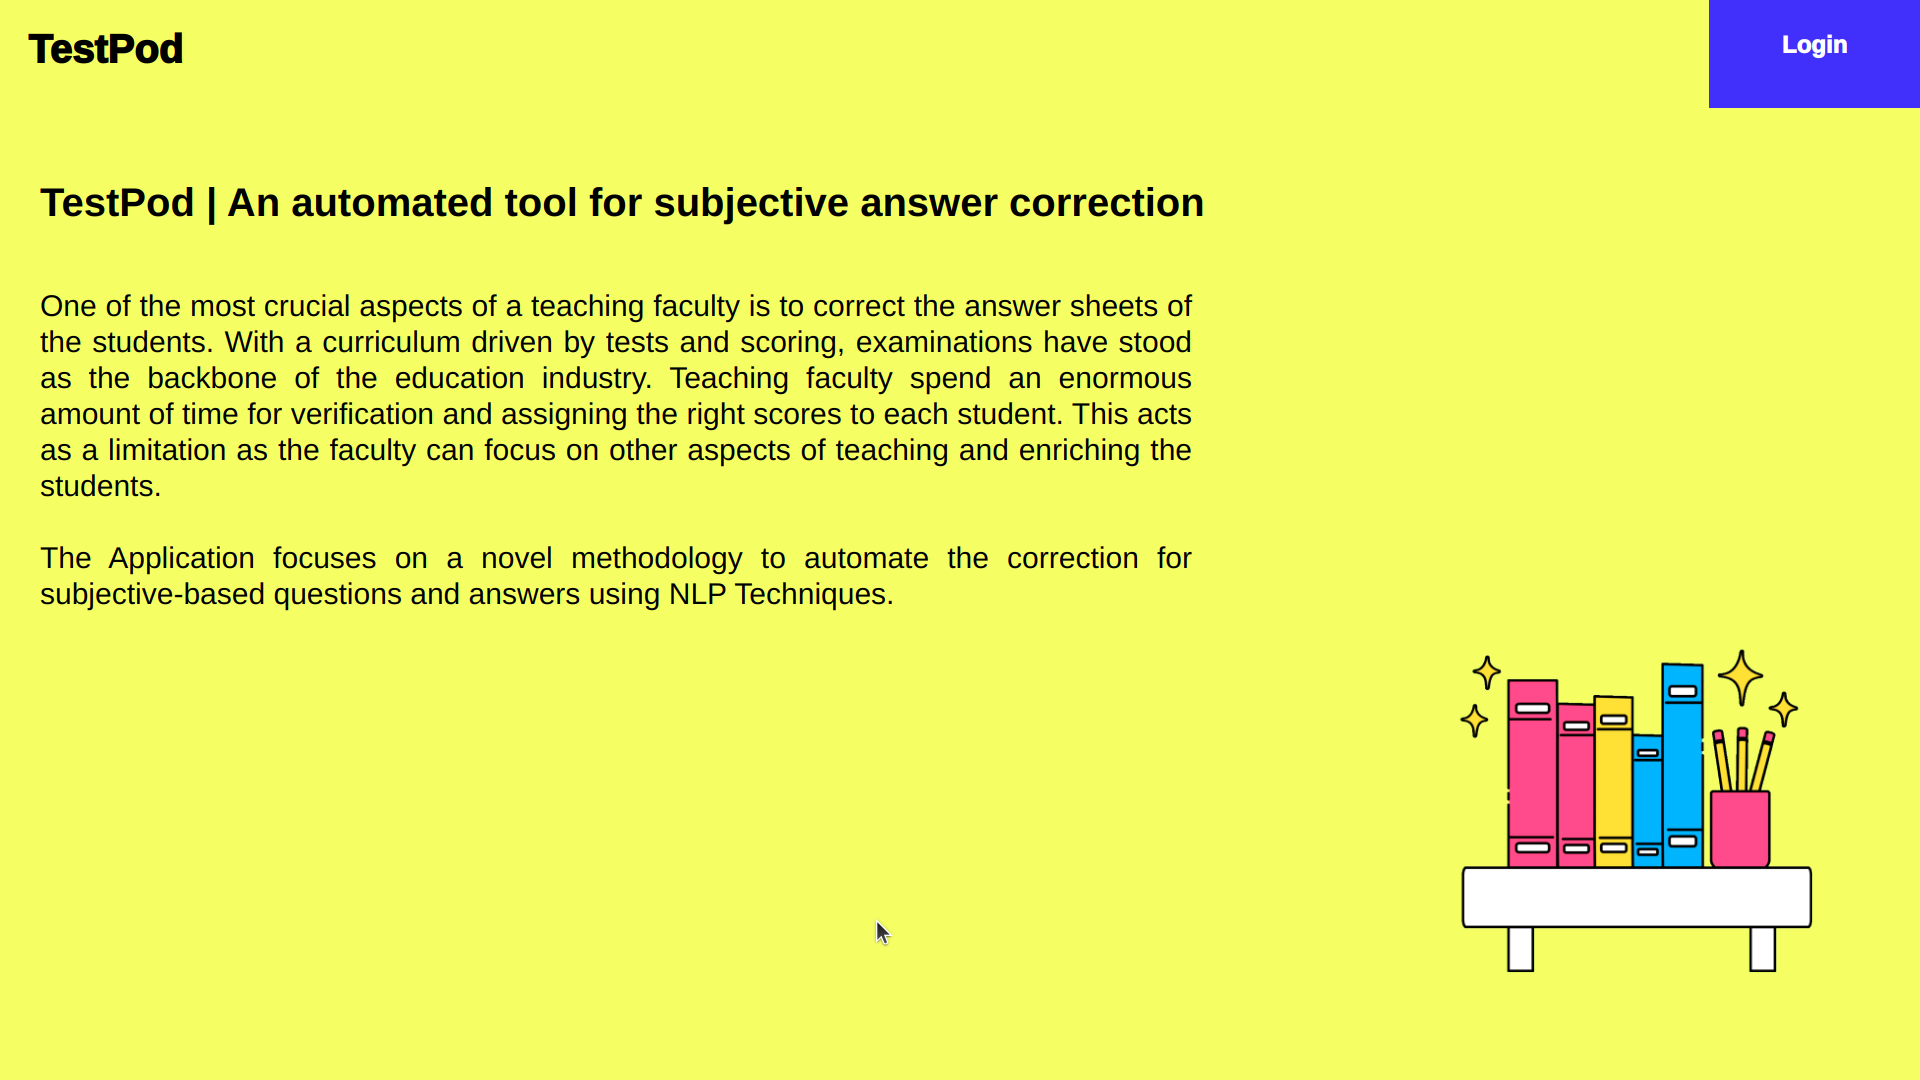 TestPod
Login
TestPod | An automated tool for subjective answer correction
One of the most crucial aspects of a teaching faculty is to correct the answer sheets of
the students. With a curriculum driven by tests and scoring, examinations have stood
as the backbone of the education industry. Teaching faculty spend an enormous
amount of time for verification and assigning the right scores to each student. This acts
as a limitation as the faculty can focus on other aspects of teaching and enriching the
students.
The Application focuses on a novel methodology to automate the correction for
subjective-based questions and answers using NLP Techniques.